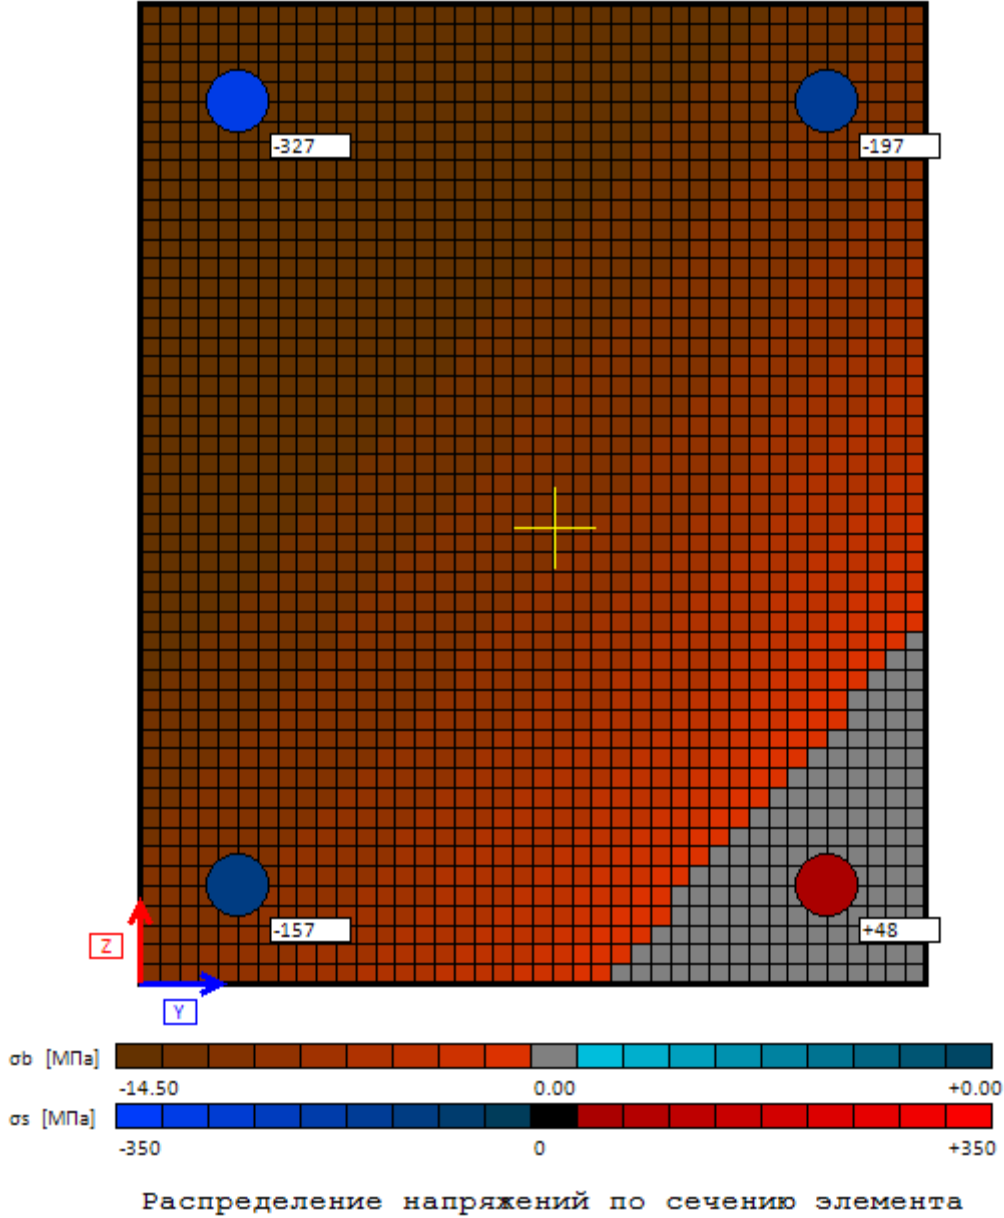 -327
-197
-157
+48
Z
Y
σb [МПа]
-14.50 0.00 +0.00
σs [МПа]
-350 0 +350
Распределение напряжений по сечению элемента